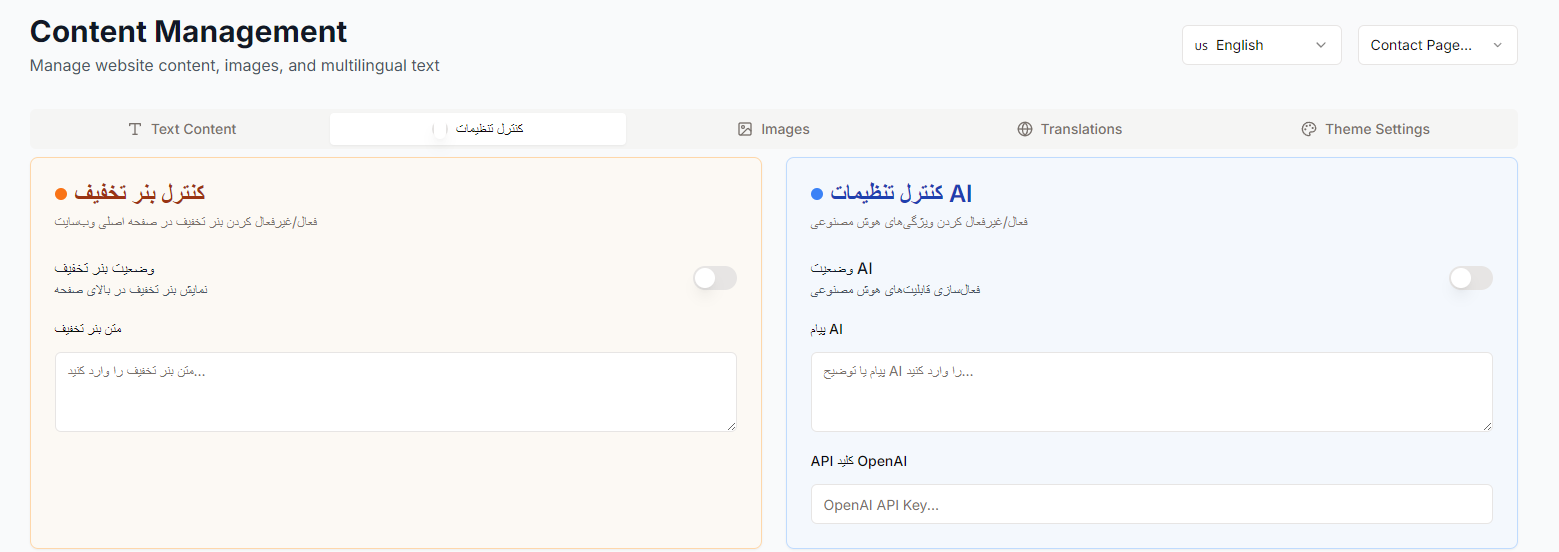 Content Management
Manage website content, images, and multilingual text
us English
Contact Page...
Text Content
کنترل تنظیمات
Images
Translations
Theme Settings
کنترل بنر تخفیف
فعال/غیرفعال کردن بنر تخفیف در صفحه اصلی وب‌سایت
وضعیت بنر تخفیف
نمایش بنر تخفیف در بالای صفحه
متن بنر تخفیف
متن بنر تخفیف را وارد کنید...
کنترل تنظیمات AI
فعال/غیرفعال کردن ویژگی‌های هوش مصنوعی
وضعیت AI
فعال‌سازی قابلیت‌های هوش مصنوعی
پیام AI
پیام یا توضیح AI را وارد کنید...
API کلید OpenAI
OpenAI API Key...